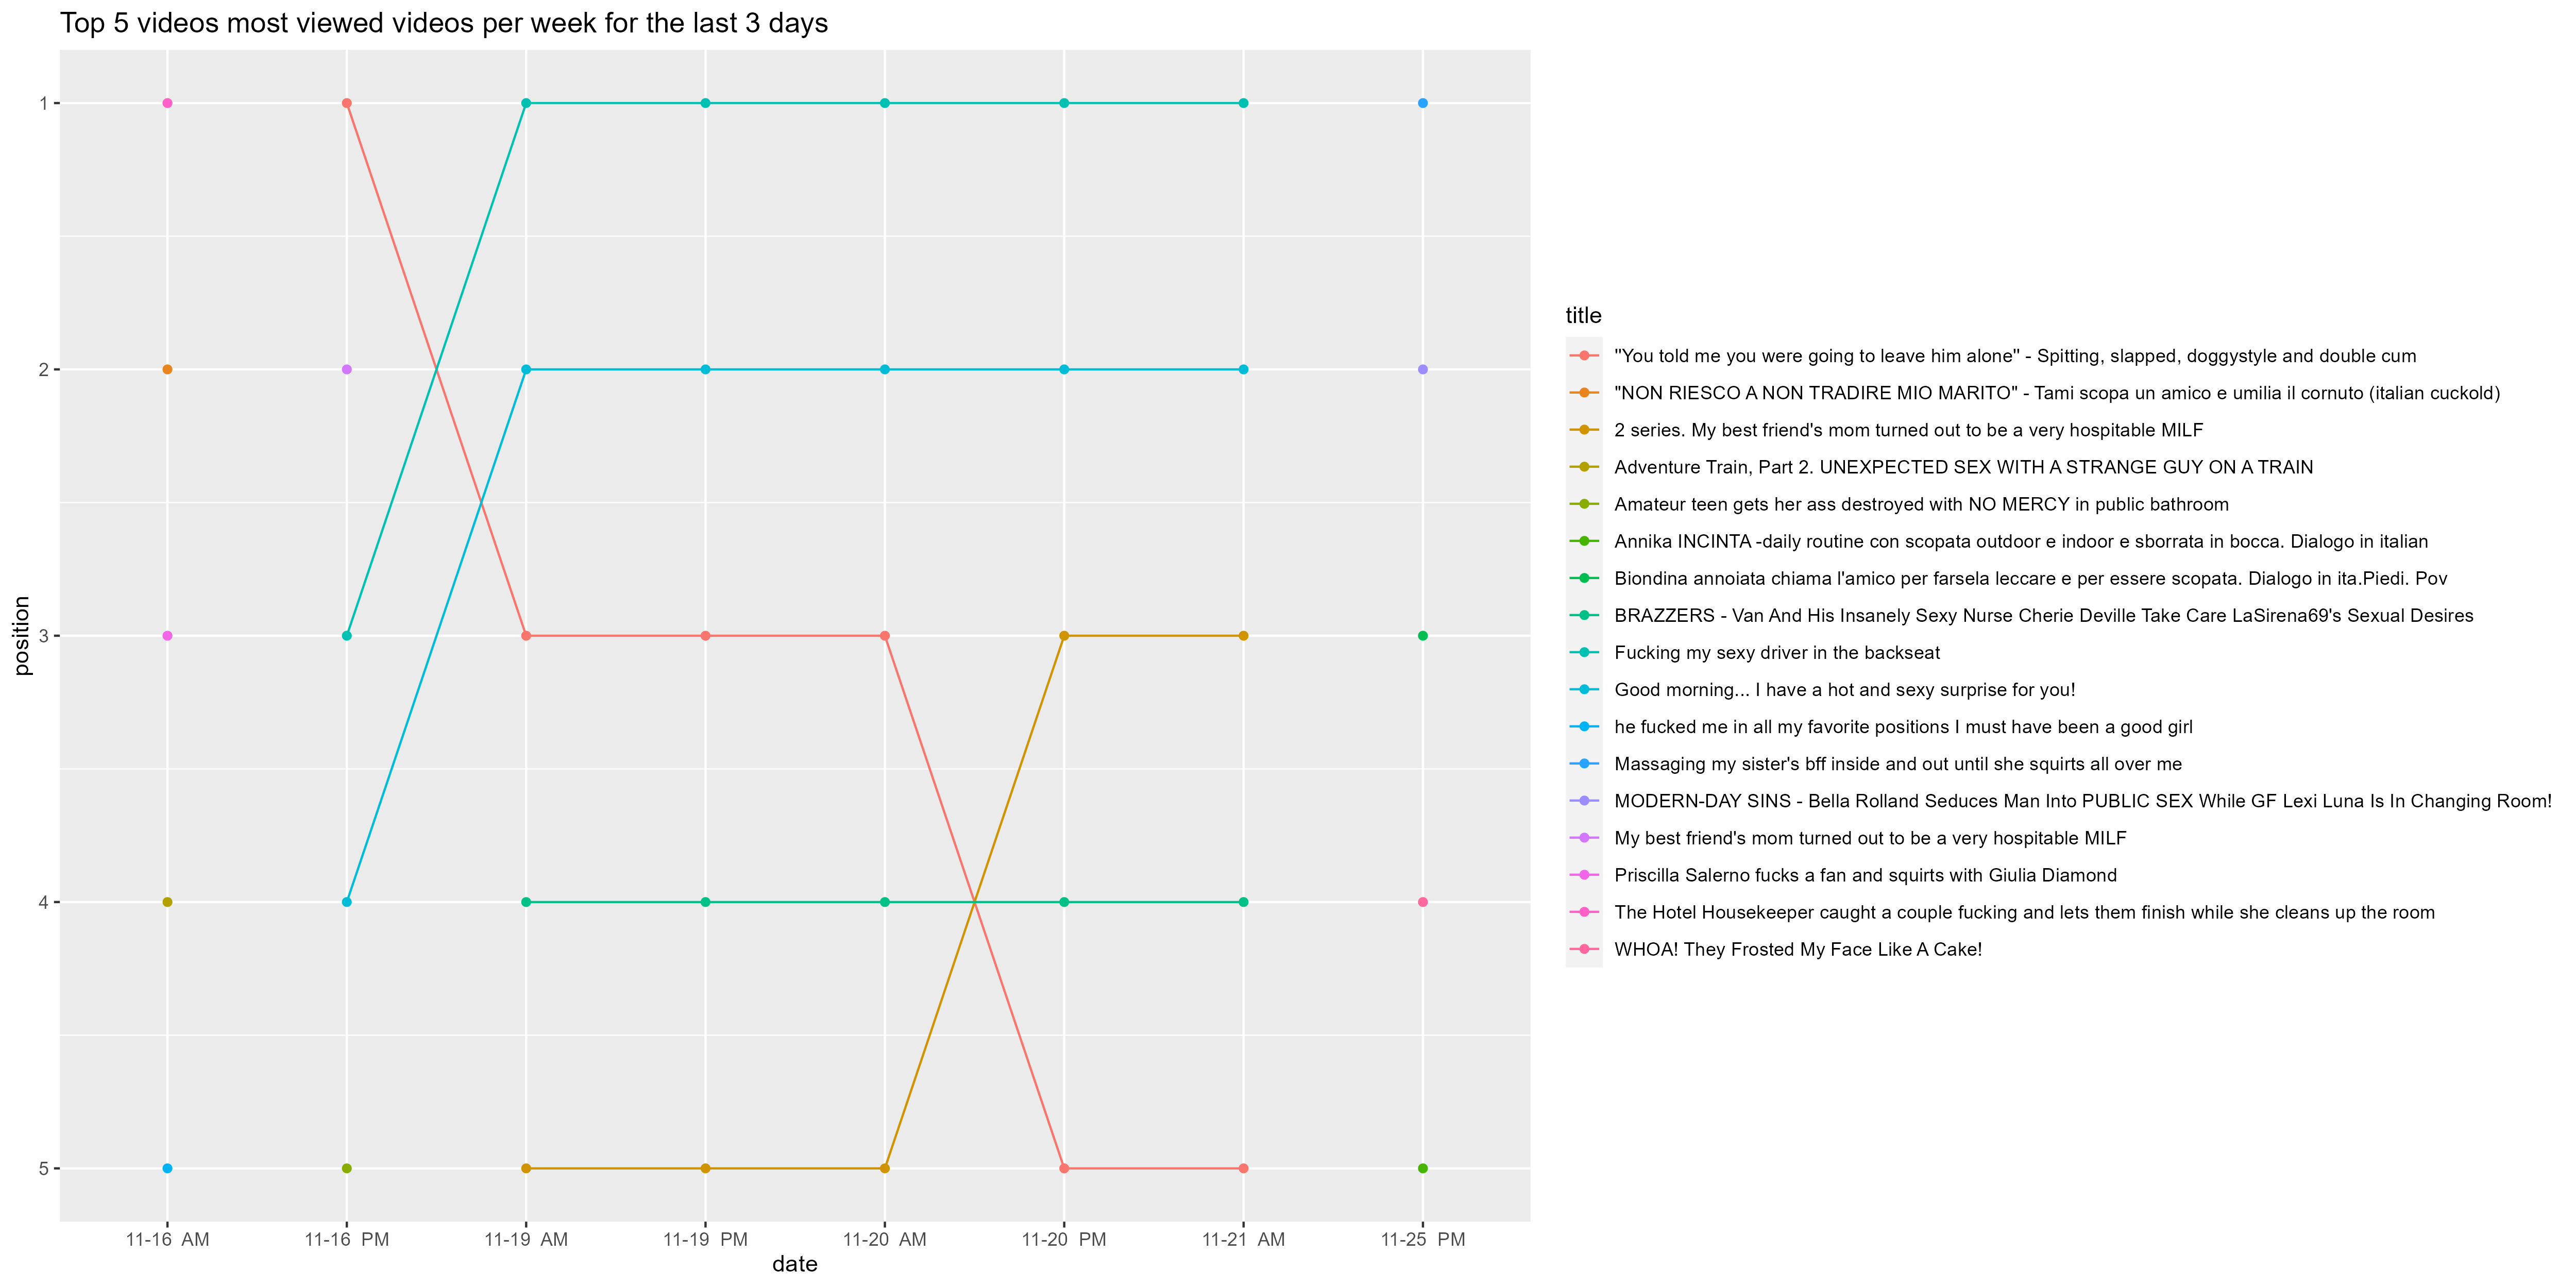 Top 5 videos most viewed videos per week for the last 3 days
position
1
2
3
4
5
11-16 AM
11-16 PM
11-19 AM
11-19 PM
11-20 AM
11-20 PM
11-21 AM
11-25 PM
date
title
"You told me you were going to leave him alone" - Spitting, slapped, doggystyle and double cum
"NON RIESCO A NON TRADIRE MIO MARITO" - Tami scopa un amico e umilia il cornuto (italian cuckold)
2 series. My best friend's mom turned out to be a very hospitable MILF
Adventure Train, Part 2. UNEXPECTED SEX WITH A STRANGE GUY ON A TRAIN
Amateur teen gets her ass destroyed with NO MERCY in public bathroom
Annika INCINTA -daily routine con scopata outdoor e indoor e sborrata in bocca. Dialogo in italian
Biondina annoiata chiama l'amico per farsela leccare e per essere scopata. Dialogo in ita.Piedi. Pov
BRAZZERS - Van And His Insanely Sexy Nurse Cherie Deville Take Care LaSirena69's Sexual Desires
Fucking my sexy driver in the backseat
Good morning... I have a hot and sexy surprise for you!
he fucked me in all my favorite positions I must have been a good girl
Massaging my sister's bff inside and out until she squirts all over me
MODERN-DAY SINS - Bella Rolland Seduces Man Into PUBLIC SEX While GF Lexi Luna Is In Changing Room!
My best friend's mom turned out to be a very hospitable MILF
Priscilla Salerno fucks a fan and squirts with Giulia Diamond
The Hotel Housekeeper caught a couple fucking and lets them finish while she cleans up the room
WHOA! They Frosted My Face Like A Cake!